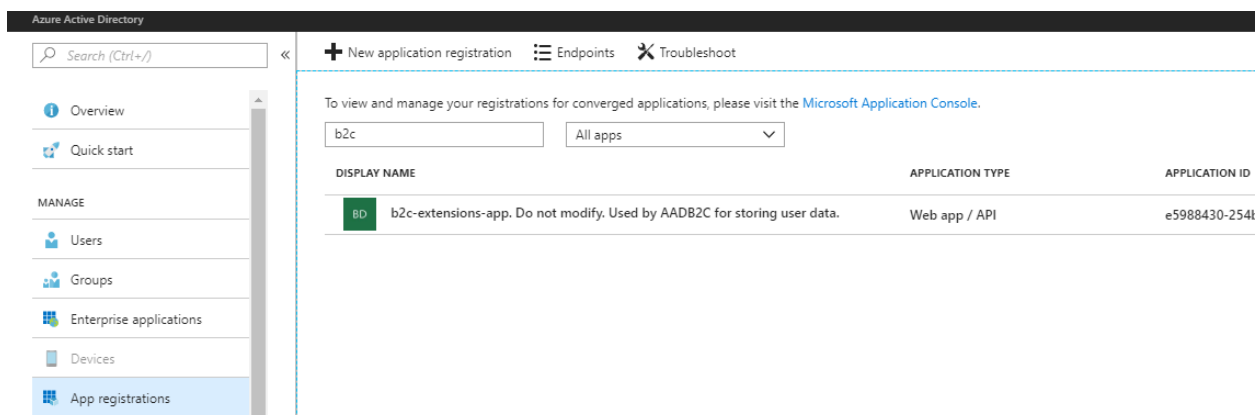 Azure Active Directory
Search (Ctrl+/)
«
New application registration
Endpoints
Troubleshoot
Overview
Quick start
MANAGE
Users
Groups
Enterprise applications
Devices
App registrations
To view and manage your registrations for converged applications, please visit the Microsoft Application Console.
b2c
All apps
DISPLAY NAME APPLICATION TYPE APPLICATION ID
BD b2c-extensions-app. Do not modify. Used by AADB2C for storing user data. Web app / API e5988430-254b